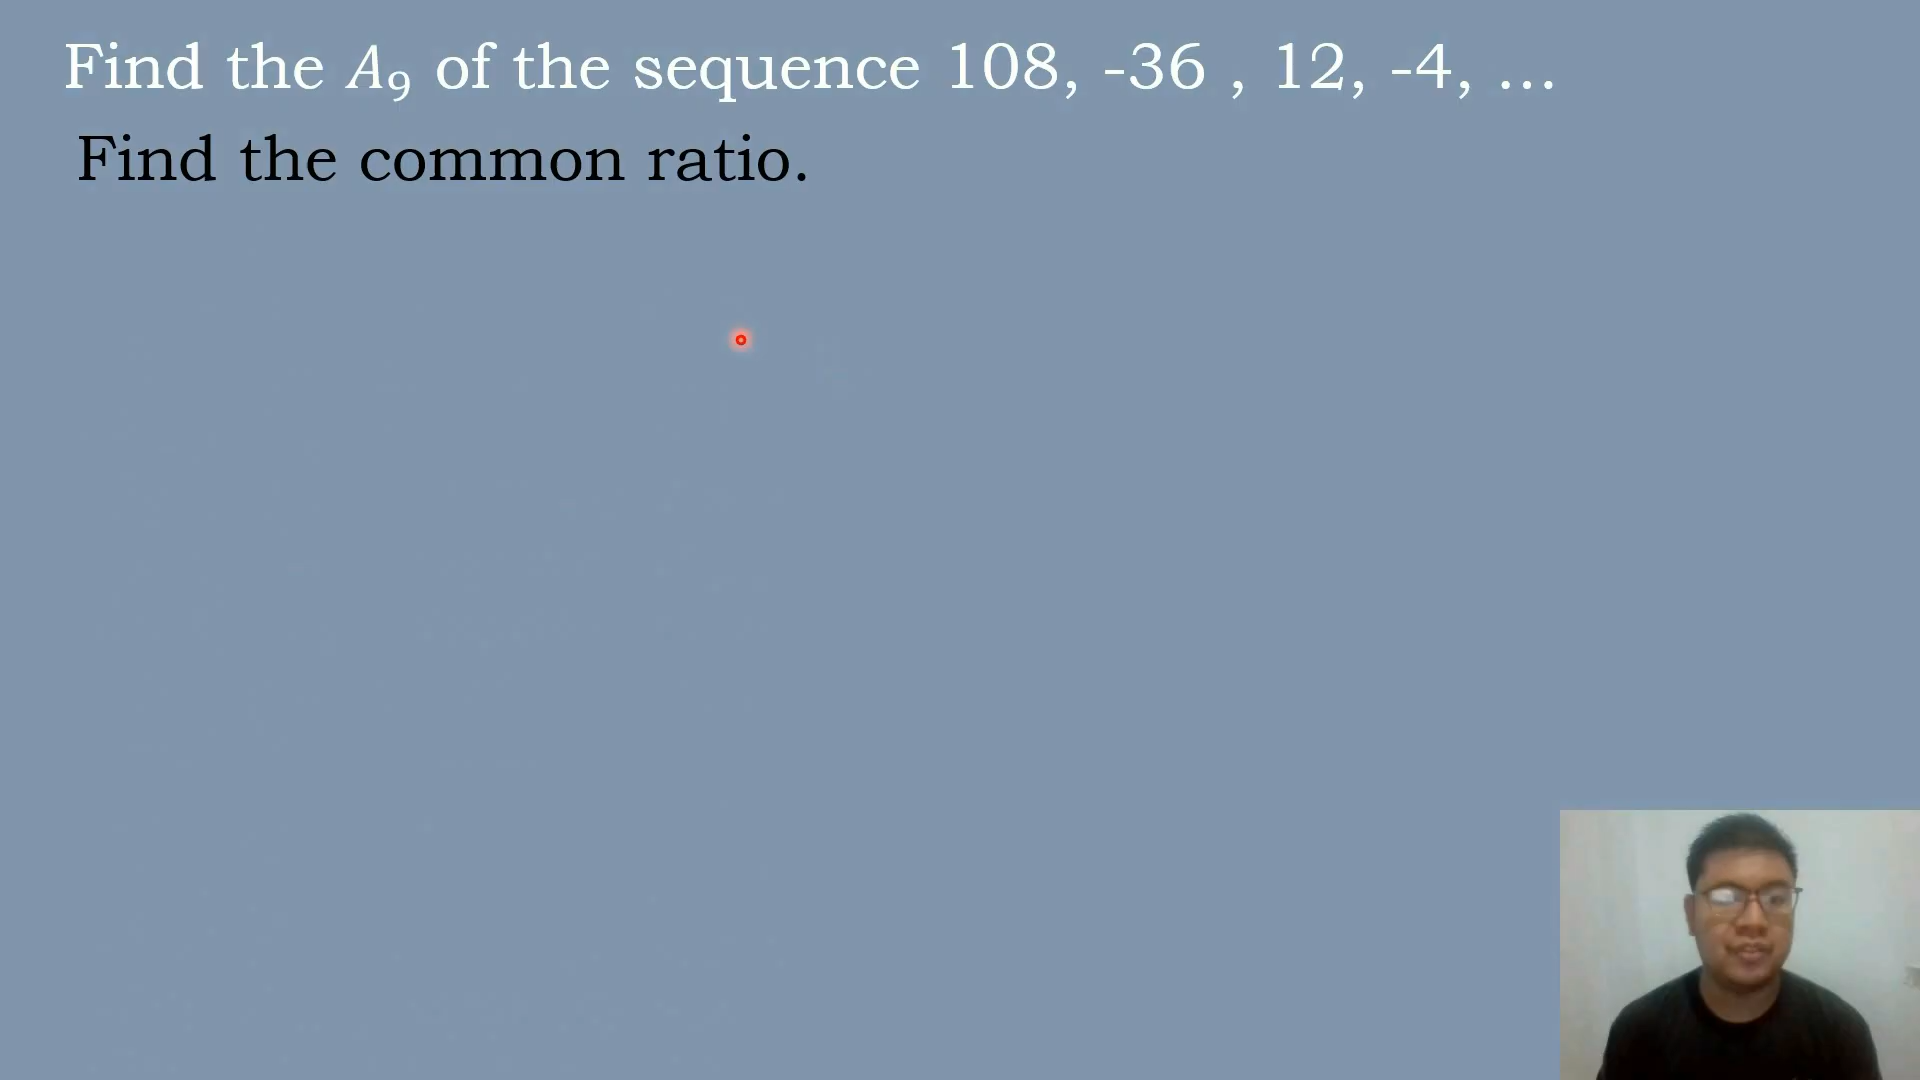 Find the A₉ of the sequence 108, -36 , 12, -4, …
Find the common ratio.